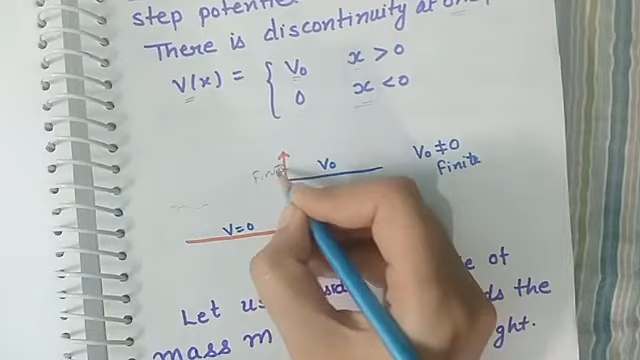 step potential
There is discontinuity at
V(x) = { V₀ x > 0
0 x < 0
V₀
V₀ ≠ 0
Finite
Finite
V=0
Let us of
the
mass m ght.